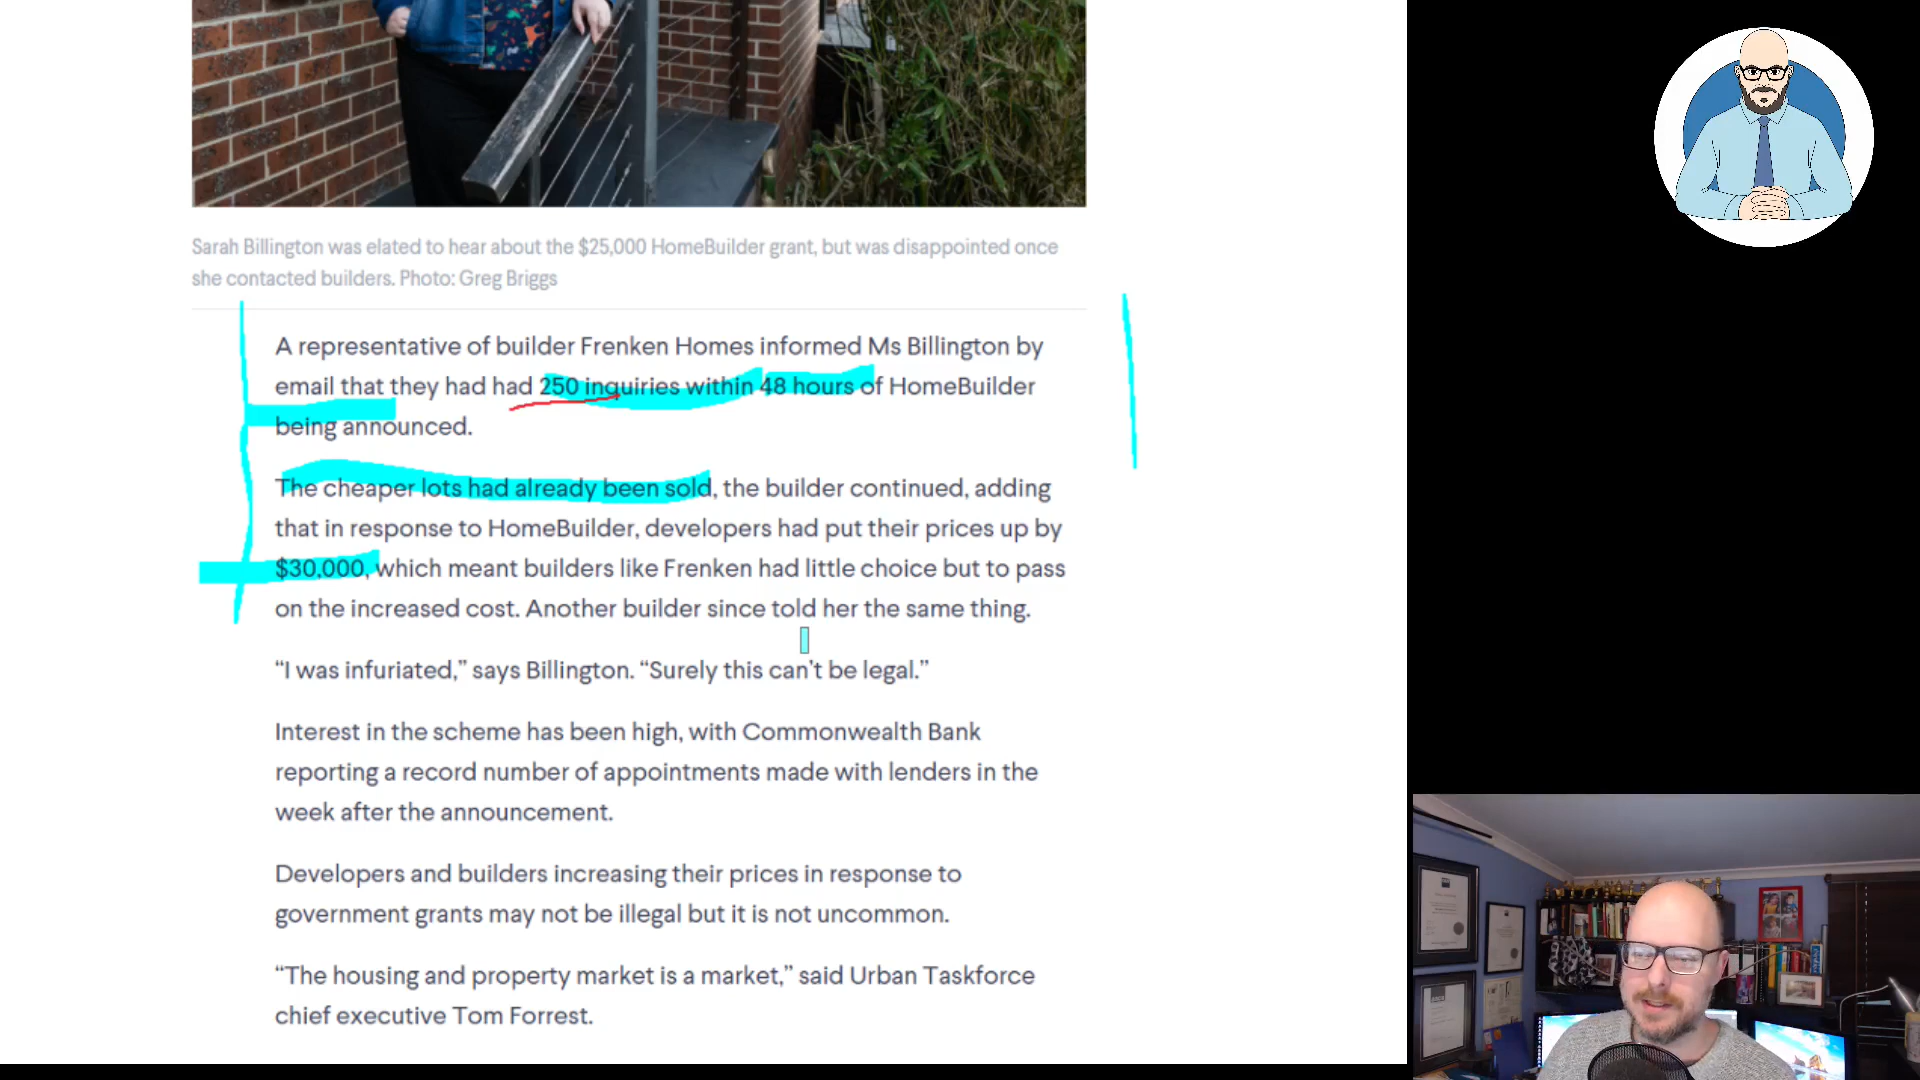 Sarah Billington was elated to hear about the $25,000 HomeBuilder grant, but was disappointed once
she contacted builders. Photo: Greg Briggs
A representative of builder Frenken Homes informed Ms Billington by
email that they had had 250 inquiries within 48 hours of HomeBuilder
being announced.
The cheaper lots had already been sold, the builder continued, adding
that in response to HomeBuilder, developers had put their prices up by
$30,000, which meant builders like Frenken had little choice but to pass
on the increased cost. Another builder since told her the same thing.
“I was infuriated,” says Billington. “Surely this can’t be legal.”
Interest in the scheme has been high, with Commonwealth Bank
reporting a record number of appointments made with lenders in the
week after the announcement.
Developers and builders increasing their prices in response to
government grants may not be illegal but it is not uncommon.
“The housing and property market is a market,” said Urban Taskforce
chief executive Tom Forrest.